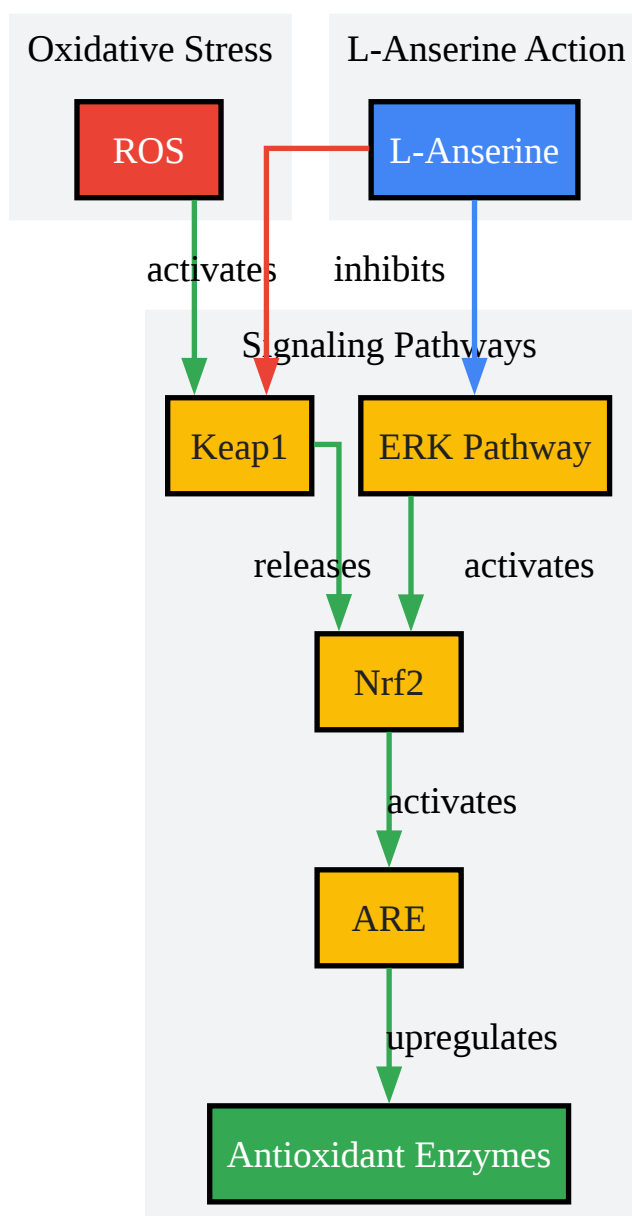 Oxidative Stress
L-Anserine Action
ROS
L-Anserine
activates
inhibits
Signaling Pathways
Keap1
ERK Pathway
releases
activates
Nrf2
activates
ARE
upregulates
Antioxidant Enzymes